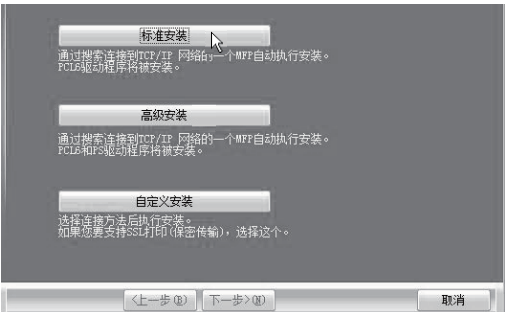 标准安装
通过搜索连接到TCP/IP 网络的一个MFP自动执行安装。
PCL6驱动程序将被安装。
高级安装
通过搜索连接到TCP/IP 网络的一个MFP自动执行安装。
PCL6和PS驱动程序将被安装。
自定义安装
选择连接方法后执行安装。
如果您要支持SSL打印(保密传输)，选择这个。
<上一步(B) 下一步>(N) 取消